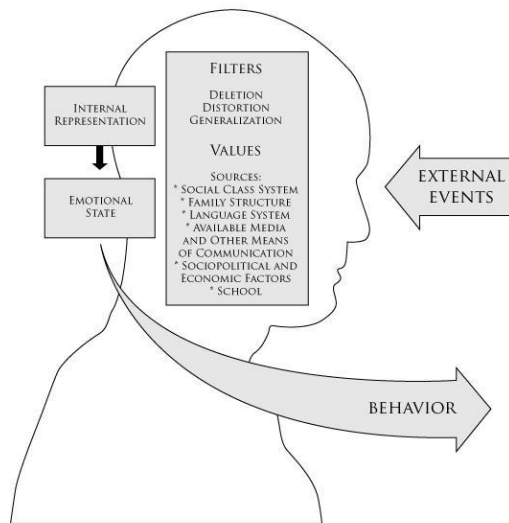 INTERNAL
REPRESENTATION
EMOTIONAL
STATE
FILTERS
DELETION
DISTORTION
GENERALIZATION
VALUES
SOURCES:
* SOCIAL CLASS SYSTEM
* FAMILY STRUCTURE
* LANGUAGE SYSTEM
* AVAILABLE MEDIA
AND OTHER MEANS
OF COMMUNICATION
* SOCIOPOLITICAL AND
ECONOMIC FACTORS
* SCHOOL
EXTERNAL
EVENTS
BEHAVIOR